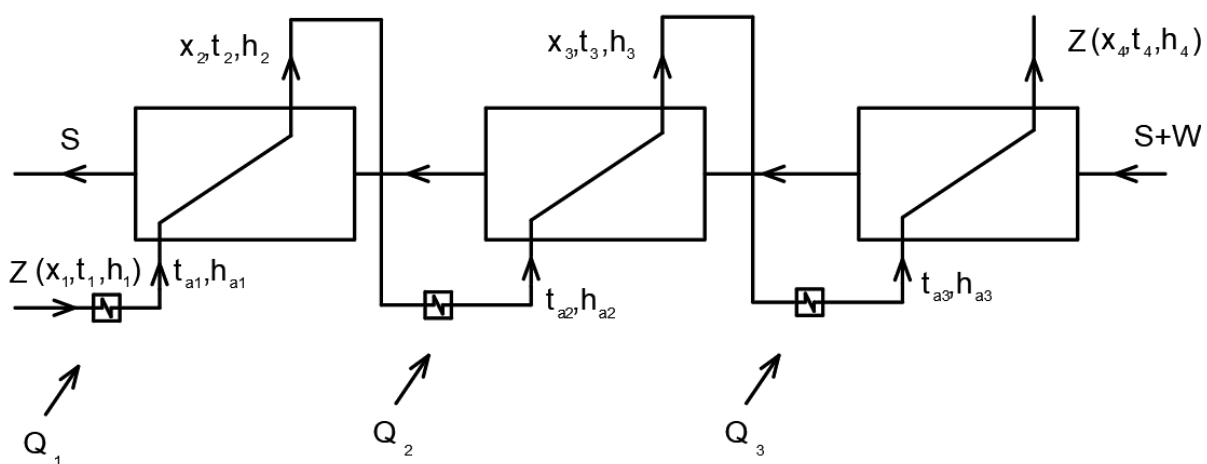 x₂,t₂,h₂
x₃,t₃,h₃
Z(x₄,t₄,h₄)
S
S+W
Z(x₁,t₁,h₁)
tₐ₁,hₐ₁
tₐ₂,hₐ₂
tₐ₃,hₐ₃
Q₁
Q₂
Q₃